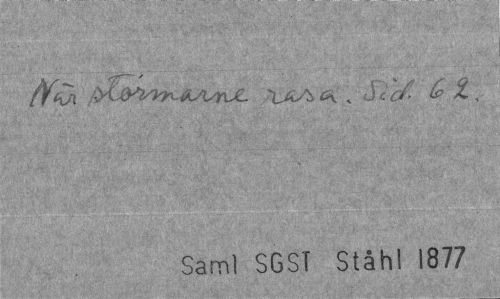 När stormarne rasa. Sid. 62.
Saml SGST Ståhl 1877